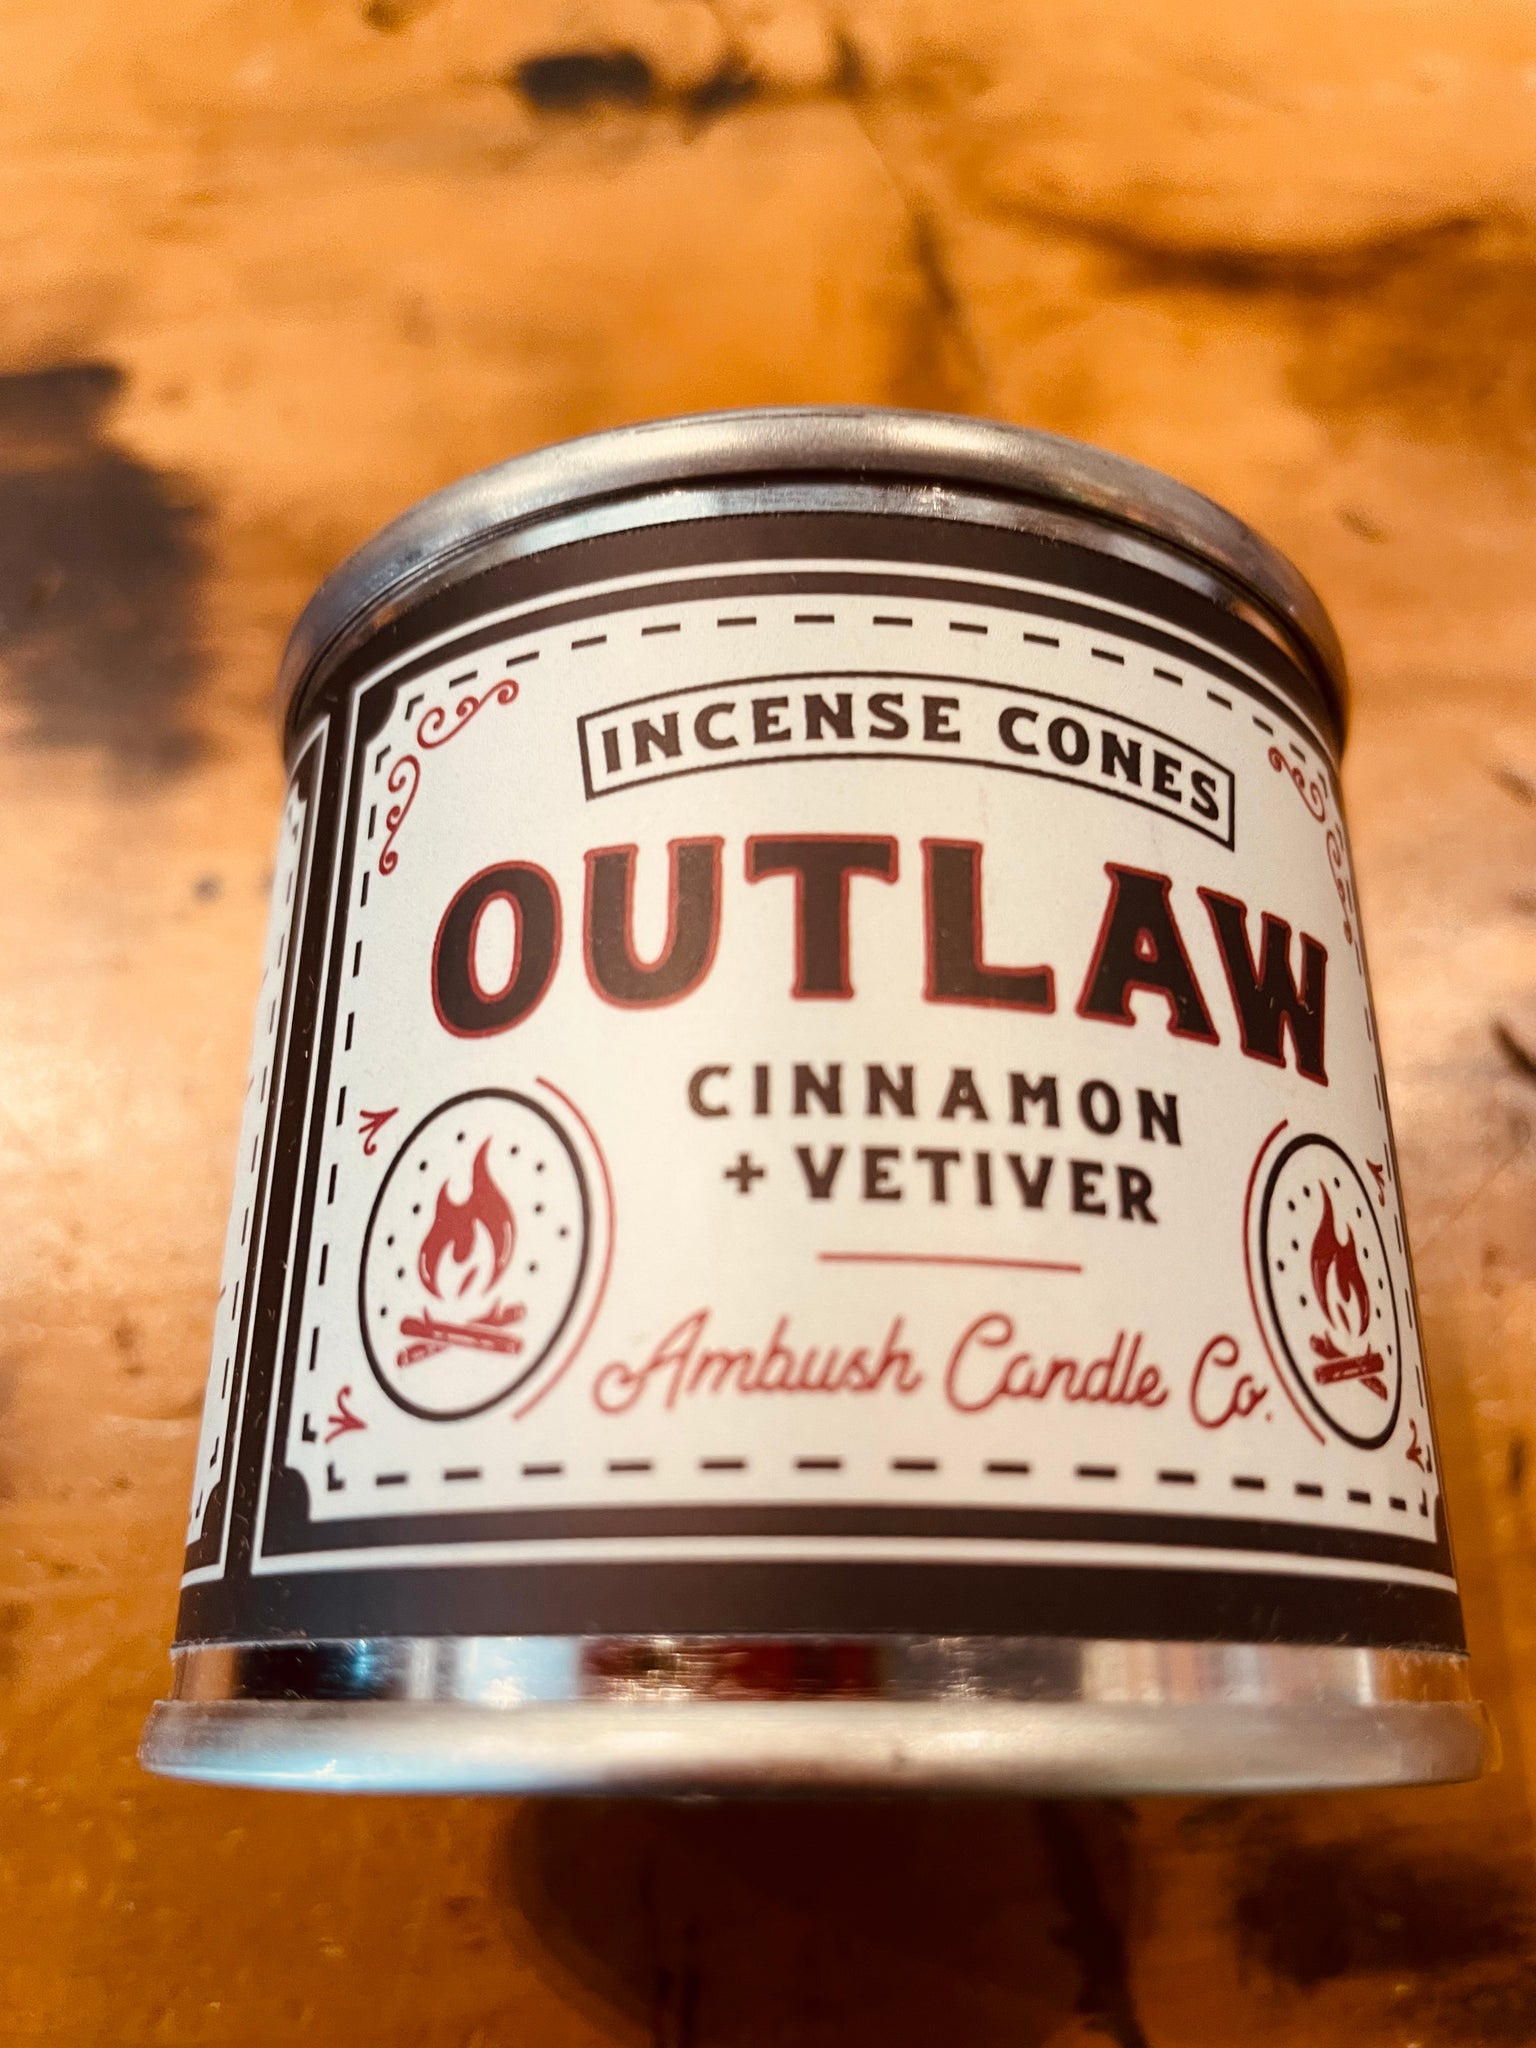 INCENSE CONES
OUTLAW
CINNAMON
+ VETIVER
Ambush Candle Co.